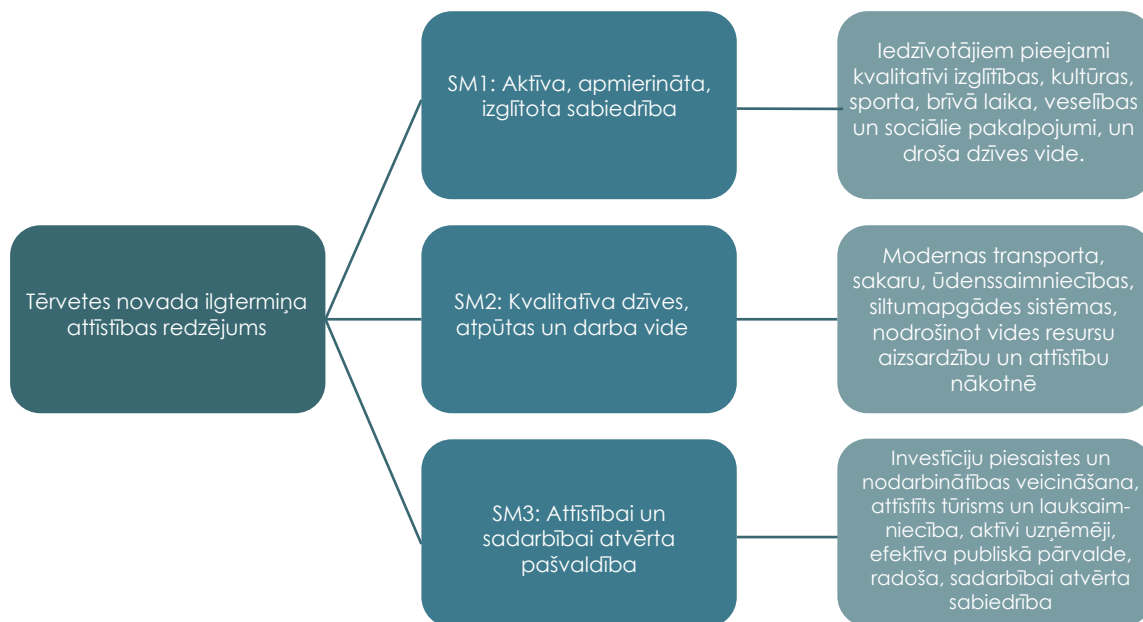 Tērvetes novada ilgtermiņa
attīstības redzējums
SM1: Aktīva, apmierināta,
izglītota sabiedrība
Iedzīvotājiem pieejami
kvalitatīvi izglītības, kultūras,
sporta, brīvā laika, veselības
un sociālie pakalpojumi, un
droša dzīves vide.
SM2: Kvalitatīva dzīves,
atpūtas un darba vide
Modernas transporta,
sakaru, ūdenssaimniecības,
siltumapgādes sistēmas,
nodrošinot vides resursu
aizsardzību un attīstību
nākotnē
SM3: Attīstībai un
sadarbībai atvērta
pašvaldība
Investīciju piesaistes un
nodarbinātības veicināšana,
attīstīts tūrisms un lauksaim-
niecība, aktīvi uzņēmēji,
efektīva publiskā pārvalde,
radoša, sadarbībai atvērta
sabiedrība